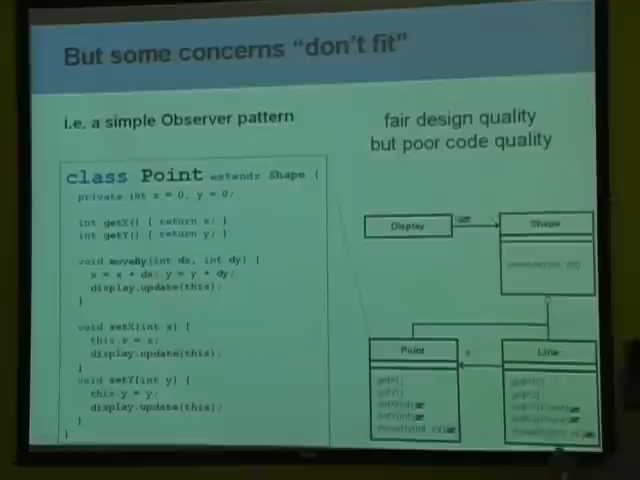 But some concerns “don’t fit”
i.e. a simple Observer pattern
fair design quality
but poor code quality
class Point extends Shape {
private int x = 0, y = 0;
int getX() { return x; }
int getY() { return y; }
void moveBy(int dx, int dy) {
x = x + dx; y = y + dy;
display.update(this);
}
void setX(int x) {
this.x = x;
display.update(this);
}
void setY(int y) {
this.y = y;
display.update(this);
}
}
Display
Shape
Point
Line